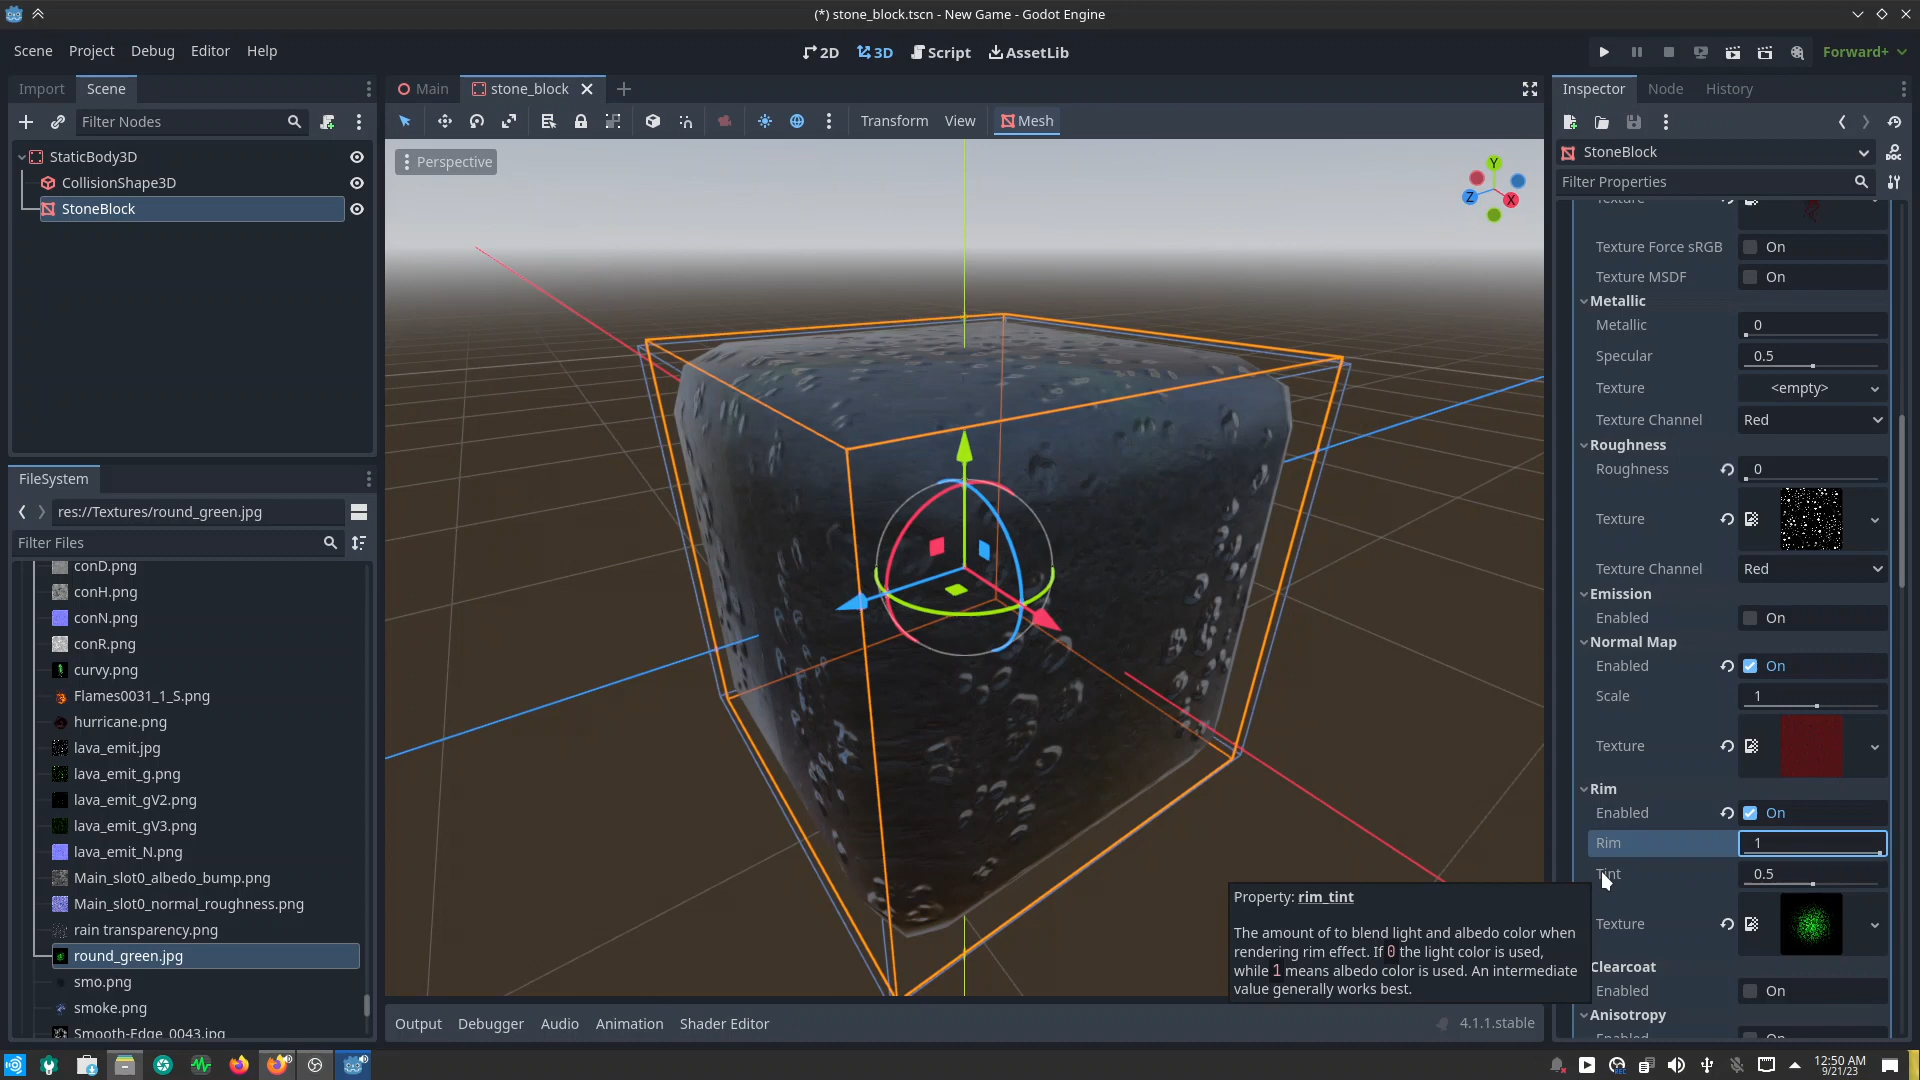 (*) stone_block.tscn - New Game - Godot Engine
Scene Project Debug Editor Help
2D 3D Script AssetLib
Forward+
Import Scene
Filter Nodes
StaticBody3D
CollisionShape3D
StoneBlock
FileSystem
res://Textures/round_green.jpg
Filter Files
conD.png
conH.png
conN.png
conR.png
curvy.png
Flames0031_1_S.png
hurricane.png
lava_emit.jpg
lava_emit_g.png
lava_emit_gV2.png
lava_emit_gV3.png
lava_emit_N.png
Main_slot0_albedo_bump.png
Main_slot0_normal_roughness.png
rain transparency.png
round_green.jpg
smo.png
smoke.png
Smooth-Edge_0043.jpg
Main stone_block
Transform View Mesh
Perspective
Y
Z X
Output Debugger Audio Animation Shader Editor
4.1.1.stable
Inspector Node History
StoneBlock
DOC
Filter Properties
Texture
Texture Force sRGB On
Texture MSDF On
Metallic
Metallic 0
Specular 0.5
Texture <empty>
Texture Channel Red
Roughness
Roughness 0
Texture
Texture Channel Red
Emission
Enabled On
Normal Map
Enabled On
Scale 1
Texture
Rim
Enabled On
Rim 1
Tint 0.5
Texture
Clearcoat
Enabled On
Anisotropy
Enabled On
Property: rim_tint
The amount of to blend light and albedo color when
rendering rim effect. If 0 the light color is used,
while 1 means albedo color is used. An intermediate
value generally works best.
12:50 AM
9/21/23